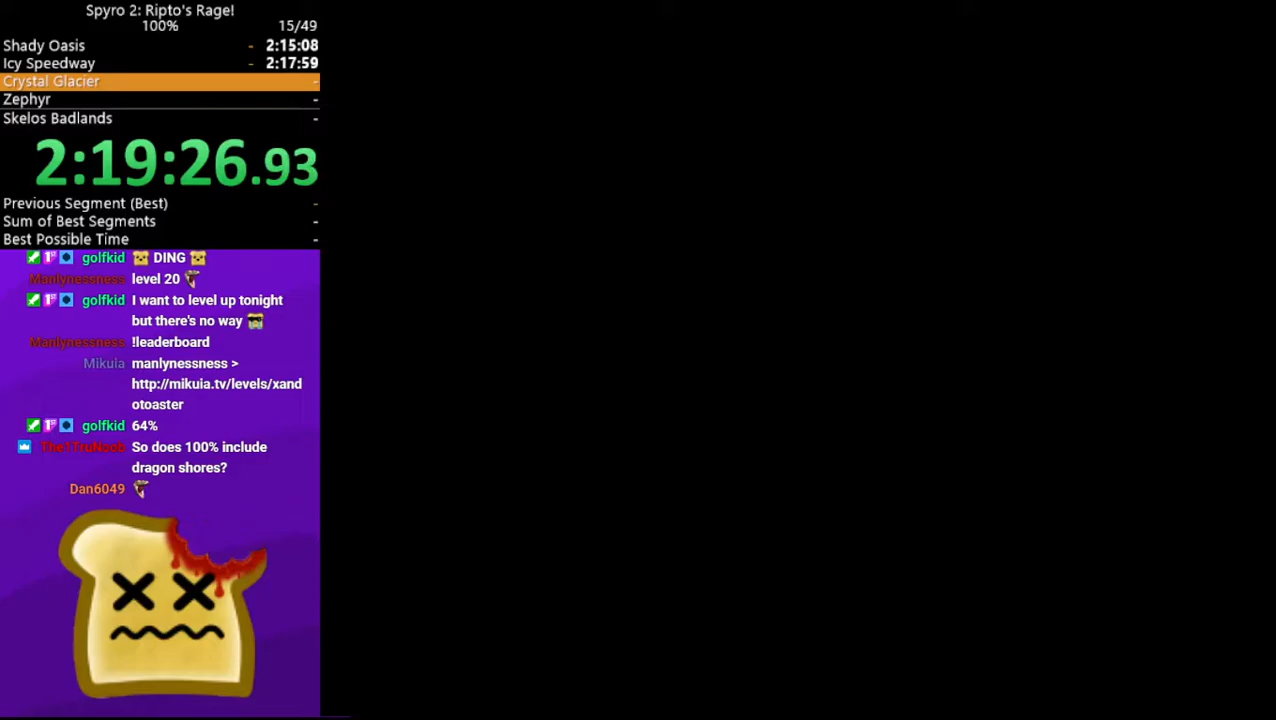 Spyro 2: Ripto's Rage!
100% 15/49
Shady Oasis - 2:15:08
Icy Speedway - 2:17:59
Crystal Glacier -
Zephyr -
Skelos Badlands -
2:19:26.93
Previous Segment (Best) -
Sum of Best Segments -
Best Possible Time -
golfkid DING
Manlynessness level 20
golfkid I want to level up tonight
but there's no way
Manlynessness !leaderboard
Mikuia manlynessness >
http://mikuia.tv/levels/xand
otoaster
golfkid 64%
The1TruNoob So does 100% include
dragon shores?
Dan6049